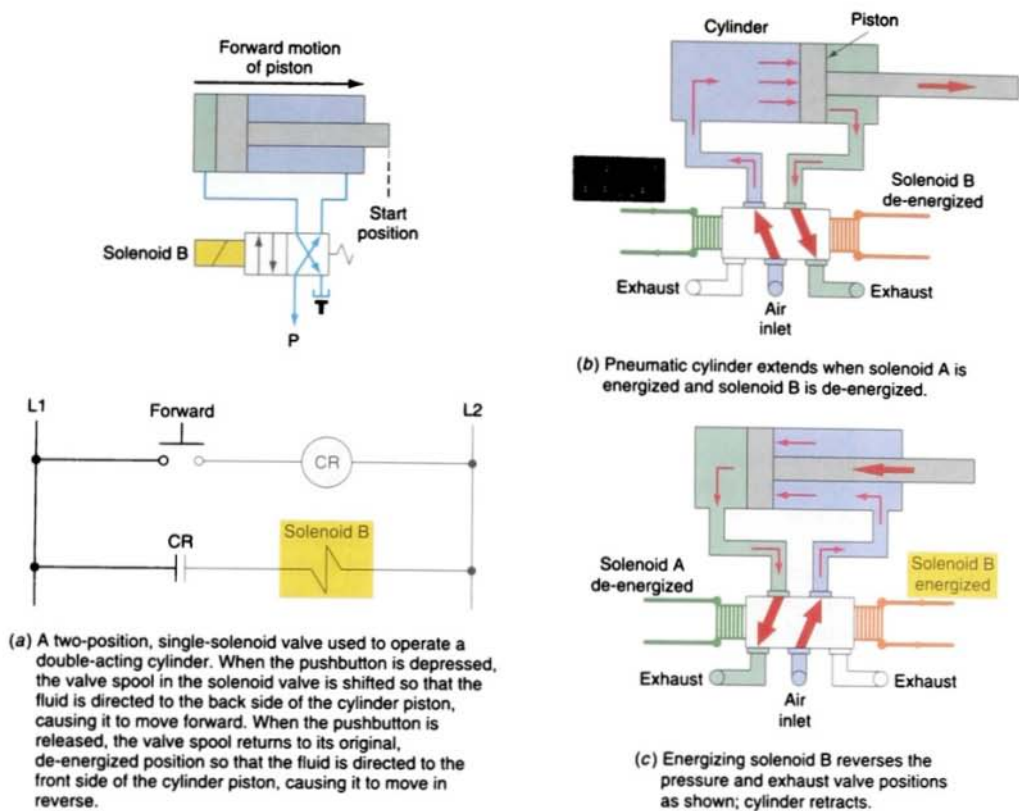 Forward motion
of piston
Start
position
Solenoid B
T
P
L1
Forward
L2
CR
CR
Solenoid B
(a) A two-position, single-solenoid valve used to operate a
double-acting cylinder. When the pushbutton is depressed,
the valve spool in the solenoid valve is shifted so that the
fluid is directed to the back side of the cylinder piston,
causing it to move forward. When the pushbutton is
released, the valve spool returns to its original,
de-energized position so that the fluid is directed to the
front side of the cylinder piston, causing it to move in
reverse.
Cylinder
Piston
Solenoid B
de-energized
Exhaust
Air
inlet
Exhaust
(b) Pneumatic cylinder extends when solenoid A is
energized and solenoid B is de-energized.
Solenoid A
de-energized
Solenoid B
energized
Exhaust
Air
inlet
Exhaust
(c) Energizing solenoid B reverses the
pressure and exhaust valve positions
as shown; cylinder retracts.